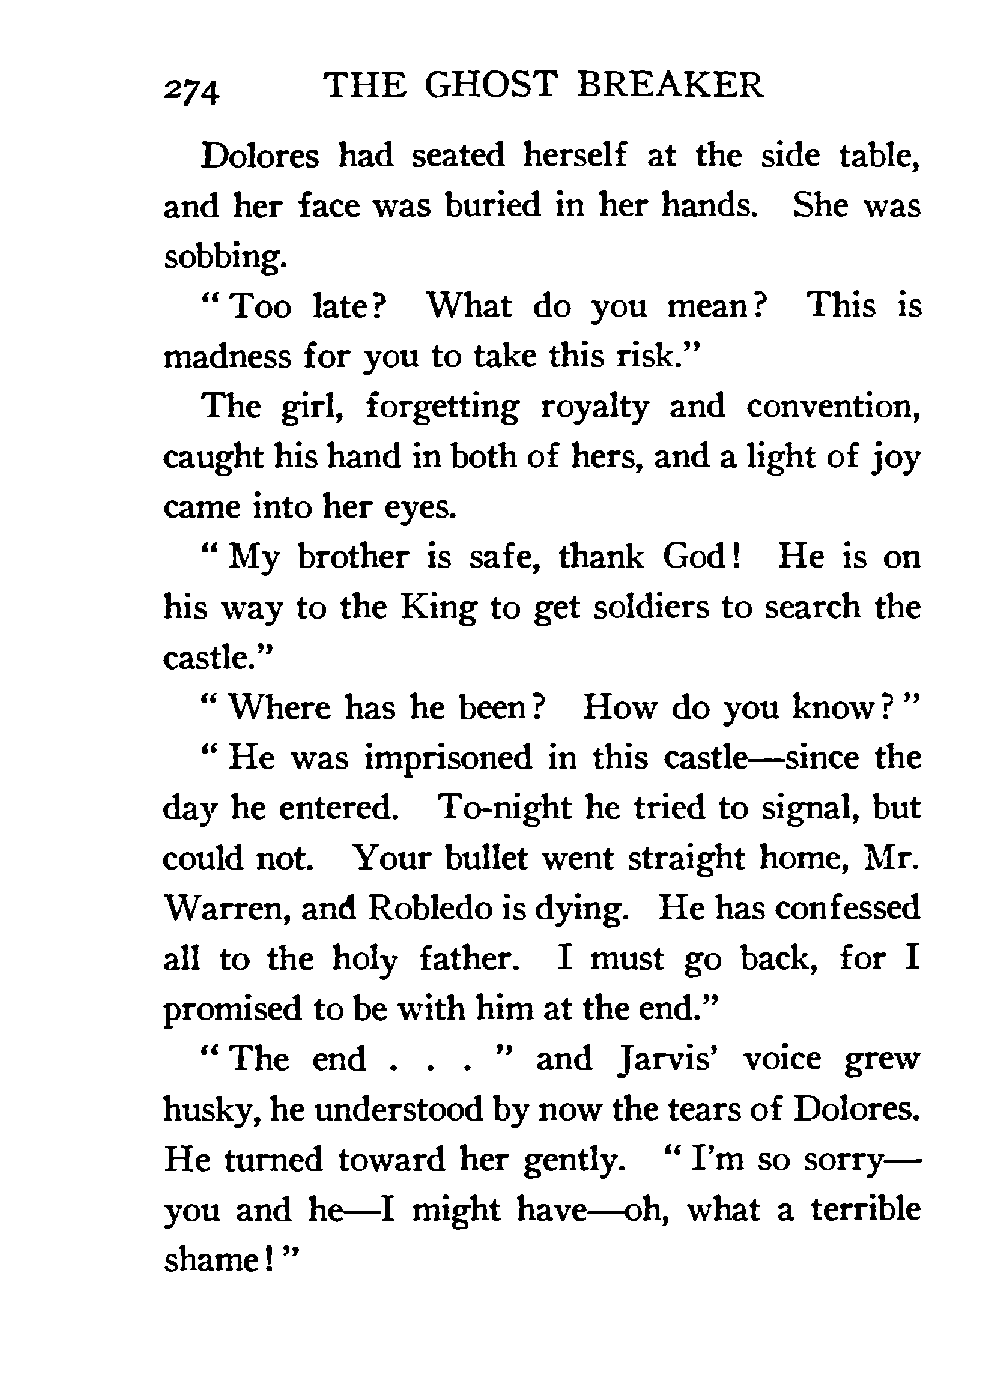 274 THE GHOST BREAKER
Dolores had seated herself at the side table,
and her face was buried in her hands. She was
sobbing.
“ Too late? What do you mean? This is
madness for you to take this risk.”
The girl, forgetting royalty and convention,
caught his hand in both of hers, and a light of joy
came into her eyes.
“ My brother is safe, thank God! He is on
his way to the King to get soldiers to search the
castle.”
“ Where has he been? How do you know? ”
“ He was imprisoned in this castle—since the
day he entered. To-night he tried to signal, but
could not. Your bullet went straight home, Mr.
Warren, and Robledo is dying. He has confessed
all to the holy father. I must go back, for I
promised to be with him at the end.”
“ The end . . . ” and Jarvis’ voice grew
husky, he understood by now the tears of Dolores.
He turned toward her gently. “ I’m so sorry—
you and he—I might have—oh, what a terrible
shame! ”